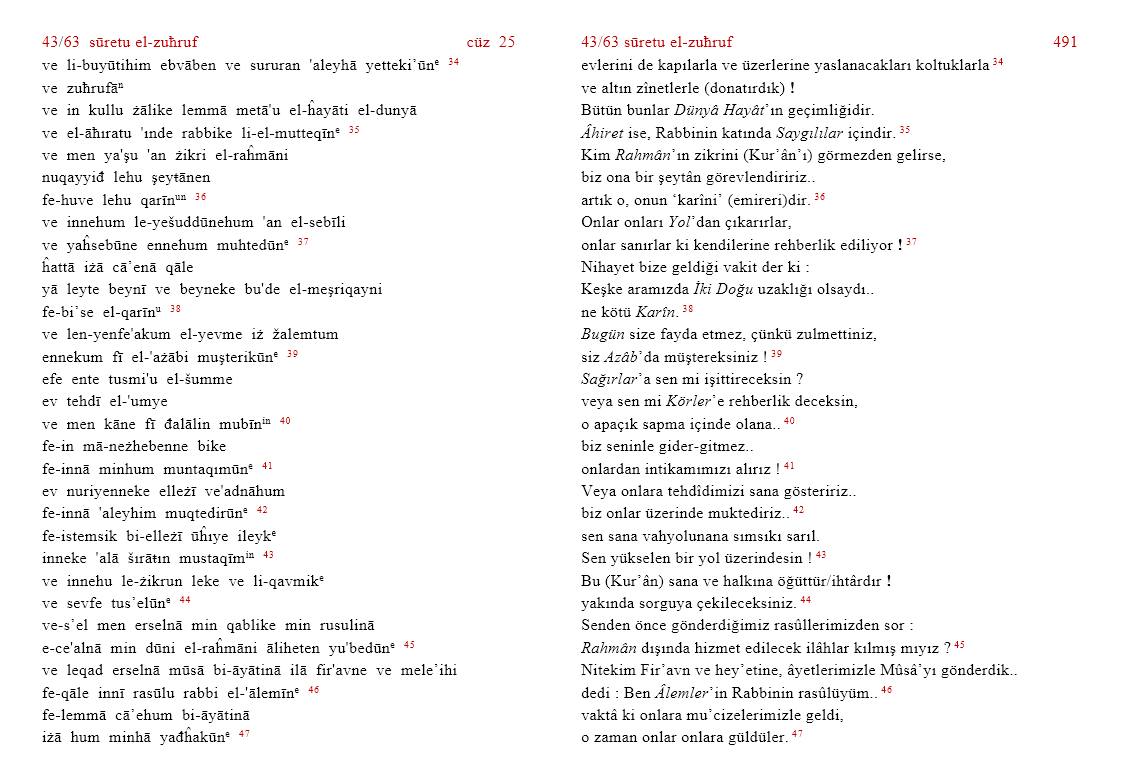 43/63 sūretu el-zuħruf cüz 25
ve li-buyūtihim ebvāben ve sururan 'aleyhā yetteki’ūnᵉ 34
ve zuħrufāⁿ
ve in kullu żālike lemmā metā'u el-ĥayāti el-dunyā
ve el-āħıratu 'ınde rabbike li-el-mutteqīnᵉ 35
ve men ya'şu 'an żikri el-raĥmāni
nuqayyiđ lehu şeyŧānen
fe-huve lehu qarīnᵘⁿ 36
ve innehum le-yešuddūnehum 'an el-sebīli
ve yaĥsebūne ennehum muhtedūnᵉ 37
ĥattā iżā cā’enā qāle
yā leyte beynī ve beyneke bu'de el-meşriqayni
fe-bi’se el-qarīnᵘ 38
ve len-yenfe'akum el-yevme iż žalemtum
ennekum fī el-'ażābi muşterikūnᵉ 39
efe ente tusmi'u el-šumme
ev tehdī el-'umye
ve men kāne fī đalālin mubīnⁱⁿ 40
fe-in mā-neżhebenne bike
fe-innā minhum muntaqımūnᵉ 41
ev nuriyenneke elleżī ve'adnāhum
fe-innā 'aleyhim muqtedirūnᵉ 42
fe-istemsik bi-elleżī ūĥıye ileykᵉ
inneke 'alā šırāŧın mustaqīmⁱⁿ 43
ve innehu le-żikrun leke ve li-qavmikᵉ
ve sevfe tus’elūnᵉ 44
ve-s’el men erselnā min qablike min rusulinā
e-ce'alnā min dūni el-raĥmāni āliheten yu'bedūnᵉ 45
ve leqad erselnā mūsā bi-āyātinā ilā fir'avne ve mele’ihi
fe-qāle innī rasūlu rabbi el-'ālemīnᵉ 46
fe-lemmā cā’ehum bi-āyātinā
iżā hum minhā yađĥakūnᵉ 47
43/63 sūretu el-zuħruf 491
evlerini de kapılarla ve üzerlerine yaslanacakları koltuklarla 34
ve altın zînetlerle (donatırdık) !
Bütün bunlar Dünyâ Hayât’ın geçimliğidir.
Âhiret ise, Rabbinin katında Saygılılar içindir. 35
Kim Rahmân’ın zikrini (Kur’ân’ı) görmezden gelirse,
biz ona bir şeytân görevlendiririz..
artık o, onun ‘karîni’ (emireri)dir. 36
Onlar onları Yol’dan çıkarırlar,
onlar sanırlar ki kendilerine rehberlik ediliyor ! 37
Nihayet bize geldiği vakit der ki :
Keşke aramızda İki Doğu uzaklığı olsaydı..
ne kötü Karîn. 38
Bugün size fayda etmez, çünkü zulmettiniz,
siz Azâb’da müştereksiniz ! 39
Sağırlar’a sen mi işittireceksin ?
veya sen mi Körler’e rehberlik deceksin,
o apaçık sapma içinde olana.. 40
biz seninle gider-gitmez..
onlardan intikamımızı alırız ! 41
Veya onlara tehdîdimizi sana gösteririz..
biz onlar üzerinde muktediriz.. 42
sen sana vahyolunana sımsıkı sarıl.
Sen yükselen bir yol üzerindesin ! 43
Bu (Kur’ân) sana ve halkına öğüttür/ihtârdır !
yakında sorguya çekileceksiniz. 44
Senden önce gönderdiğimiz rasûllerimizden sor :
Rahmân dışında hizmet edilecek ilâhlar kılmış mıyız ? 45
Nitekim Fir’avn ve hey’etine, âyetlerimizle Mûsâ’yı gönderdik..
dedi : Ben Âlemler’in Rabbinin rasûlüyüm.. 46
vaktâ ki onlara mu’cizelerimizle geldi,
o zaman onlar onlara güldüler. 47